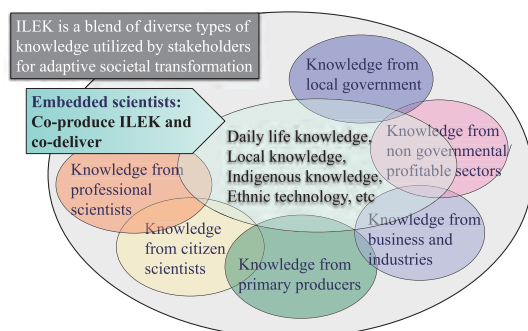 ILEK is a blend of diverse types of
knowledge utilized by stakeholders
for adaptive societal transformation
Embedded scientists:
Co-produce ILEK and
co-deliver
Knowledge from
local government
Daily life knowledge,
Local knowledge,
Indigenous knowledge,
Ethnic technology, etc
Knowledge from
non governmental/
profitable sectors
Knowledge from
professional
scientists
Knowledge
from citizen
scientists
Knowledge from
primary producers
Knowledge from
business and
industries